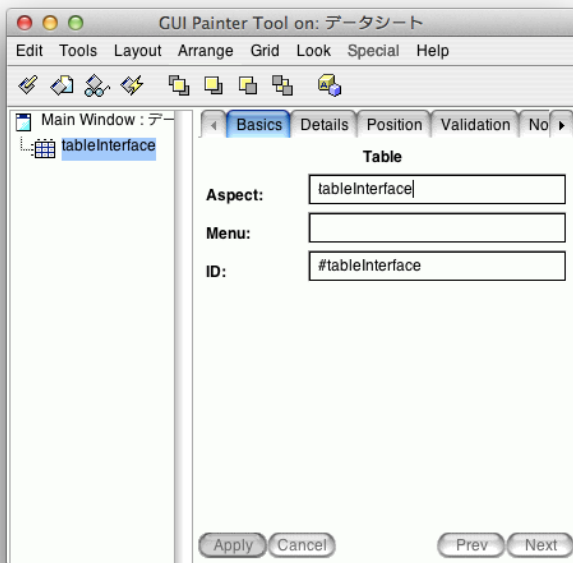 GUI Painter Tool on: データシート
Edit Tools Layout Arrange Grid Look Special Help
Main Window : デー
tableInterface
Basics Details Position Validation No
Table
Aspect: tableInterface
Menu:
ID: #tableInterface
Apply Cancel Prev Next